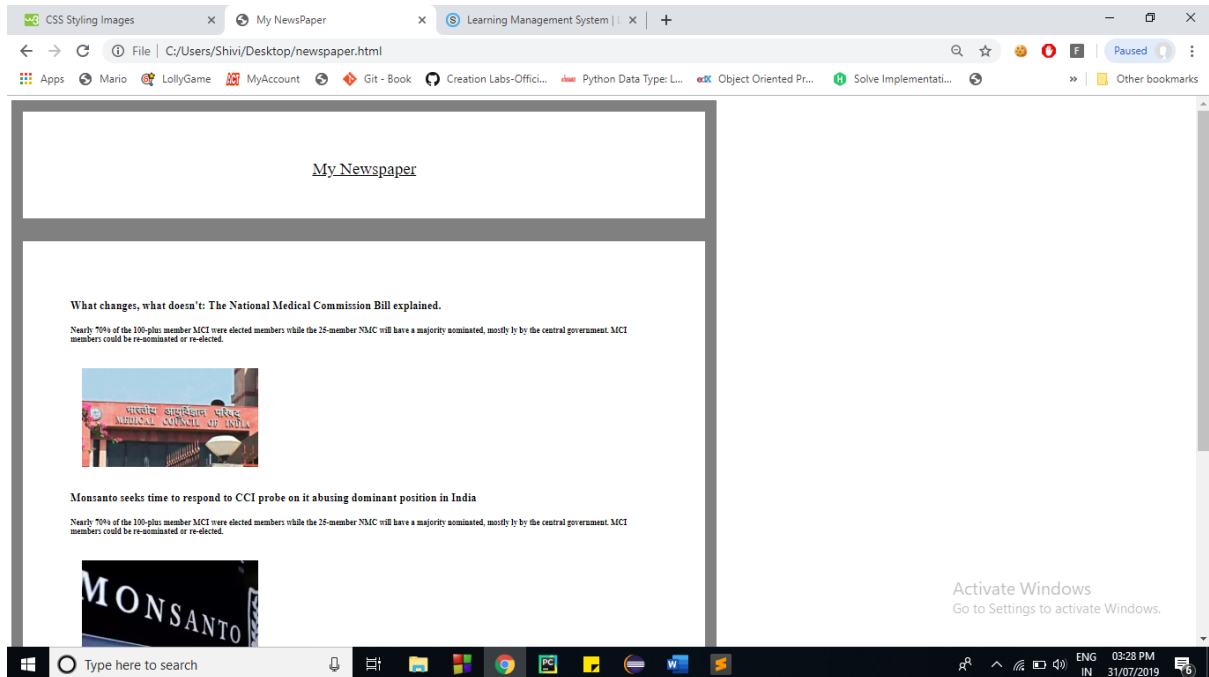 CSS Styling Images
My NewsPaper
Learning Management System | L
File | C:/Users/Shivi/Desktop/newspaper.html
F
Paused
Apps
Mario
LollyGame
ACT
MyAccount
Git - Book
Creation Labs-Offici...
Python Data Type: L...
edX
Object Oriented Pr...
H
Solve Implementati...
»
Other bookmarks
My Newspaper
What changes, what doesn't: The National Medical Commission Bill explained.
Nearly 70% of the 100-plus member MCI were elected members while the 25-member NMC will have a majority nominated, mostly ly by the central government. MCI
members could be re-nominated or re-elected.
भारतीय आयुर्विज्ञान परिषद्
MEDICAL COUNCIL OF INDIA
Monsanto seeks time to respond to CCI probe on it abusing dominant position in India
Nearly 70% of the 100-plus member MCI were elected members while the 25-member NMC will have a majority nominated, mostly ly by the central government. MCI
members could be re-nominated or re-elected.
MONSANTO
Activate Windows
Go to Settings to activate Windows.
Type here to search
PC
W
S
ENG
IN
03:28 PM
31/07/2019
6